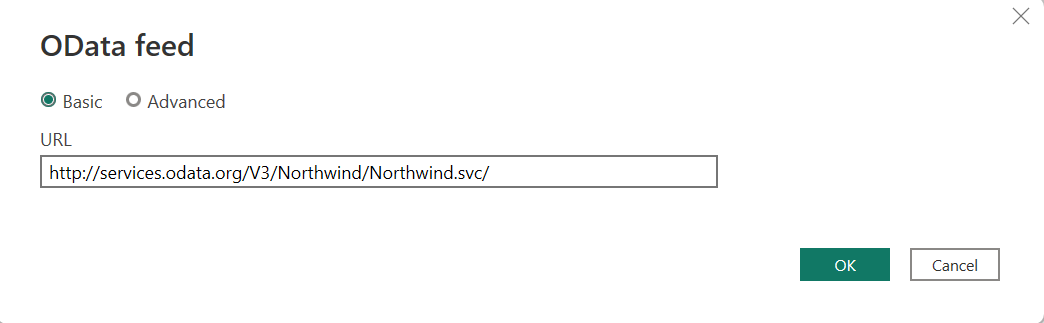 OData feed
Basic Advanced
URL
http://services.odata.org/V3/Northwind/Northwind.svc/
OK Cancel